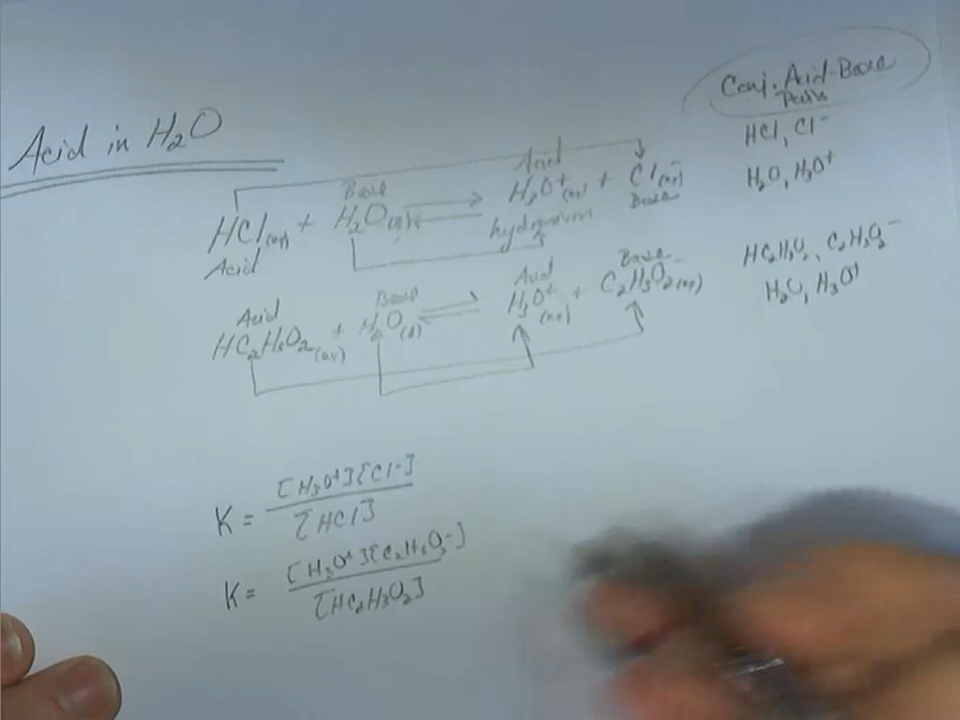 Conj. Acid-Base
Pairs
Acid in H₂O
HCl, Cl⁻
H₂O, H₃O⁺
Base Acid
HCl(aq) + H₂O(l) ⇌ H₃O⁺(aq) + Cl⁻(aq)
Acid hydronium Base
HC₂H₃O₂, C₂H₃O₂⁻
H₂O, H₃O⁺
Acid Base Acid Base
HC₂H₃O₂(aq) + H₂O(l) ⇌ H₃O⁺(aq) + C₂H₃O₂⁻(aq)
K = [H₃O⁺][Cl⁻]
[HCl]
K = [H₃O⁺][C₂H₃O₂⁻]
[HC₂H₃O₂]